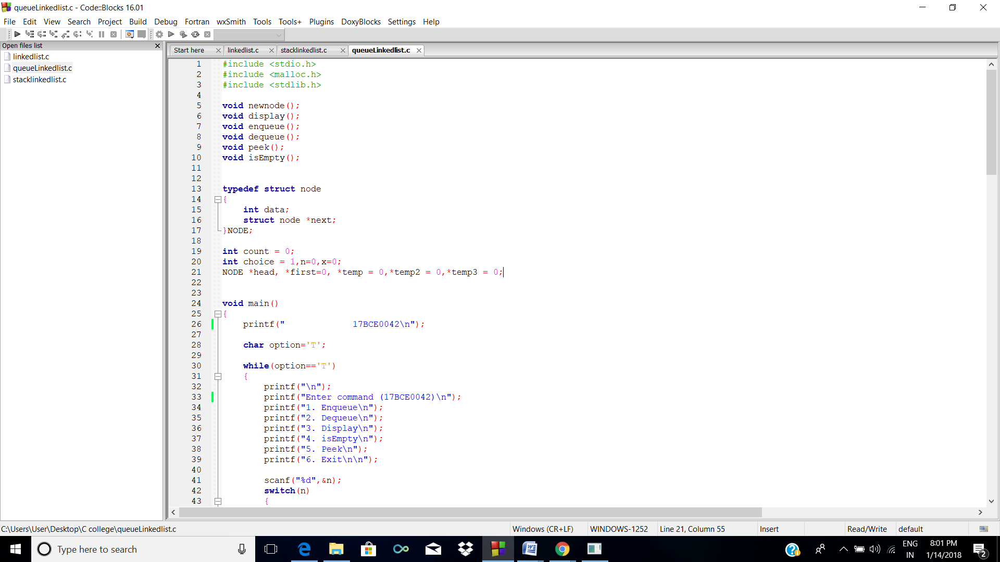 queueLinkedlist.c - Code::Blocks 16.01
File Edit View Search Project Build Debug Fortran wxSmith Tools Tools+ Plugins DoxyBlocks Settings Help
Open files list
linkedlist.c
queueLinkedlist.c
stacklinkedlist.c
Start here linkedlist.c stacklinkedlist.c queueLinkedlist.c
1 #include <stdio.h>
2 #include <malloc.h>
3 #include <stdlib.h>
4
5 void newnode();
6 void display();
7 void enqueue();
8 void dequeue();
9 void peek();
10 void isEmpty();
11
12
13 typedef struct node
14 {
15     int data;
16     struct node *next;
17 }NODE;
18
19 int count = 0;
20 int choice = 1,n=0,x=0;
21 NODE *head, *first=0, *temp = 0,*temp2 = 0,*temp3 = 0;
22
23
24 void main()
25 {
26     printf("             17BCE0042\n");
27
28     char option='T';
29
30     while(option=='T')
31     {
32         printf("\n");
33         printf("Enter command (17BCE0042)\n");
34         printf("1. Enqueue\n");
35         printf("2. Dequeue\n");
36         printf("3. Display\n");
37         printf("4. isEmpty\n");
38         printf("5. Peek\n");
39         printf("6. Exit\n\n");
40
41         scanf("%d",&n);
42         switch(n)
43         {
C:\Users\User\Desktop\C college\queueLinkedlist.c Windows (CR+LF) WINDOWS-1252 Line 21, Column 55 Insert Read/Write default
Type here to search
ENG
IN
8:01 PM
1/14/2018
2